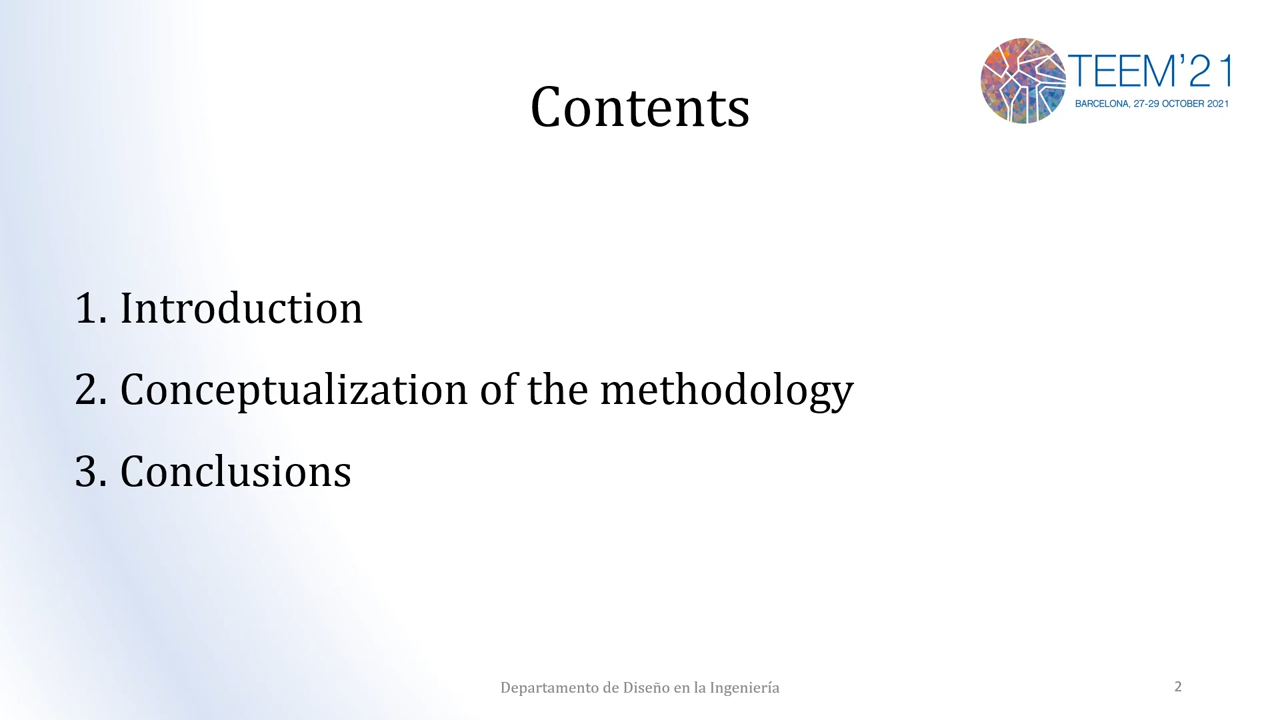 TEEM’21
BARCELONA, 27-29 OCTOBER 2021
Contents
1. Introduction
2. Conceptualization of the methodology
3. Conclusions
Departamento de Diseño en la Ingeniería
2